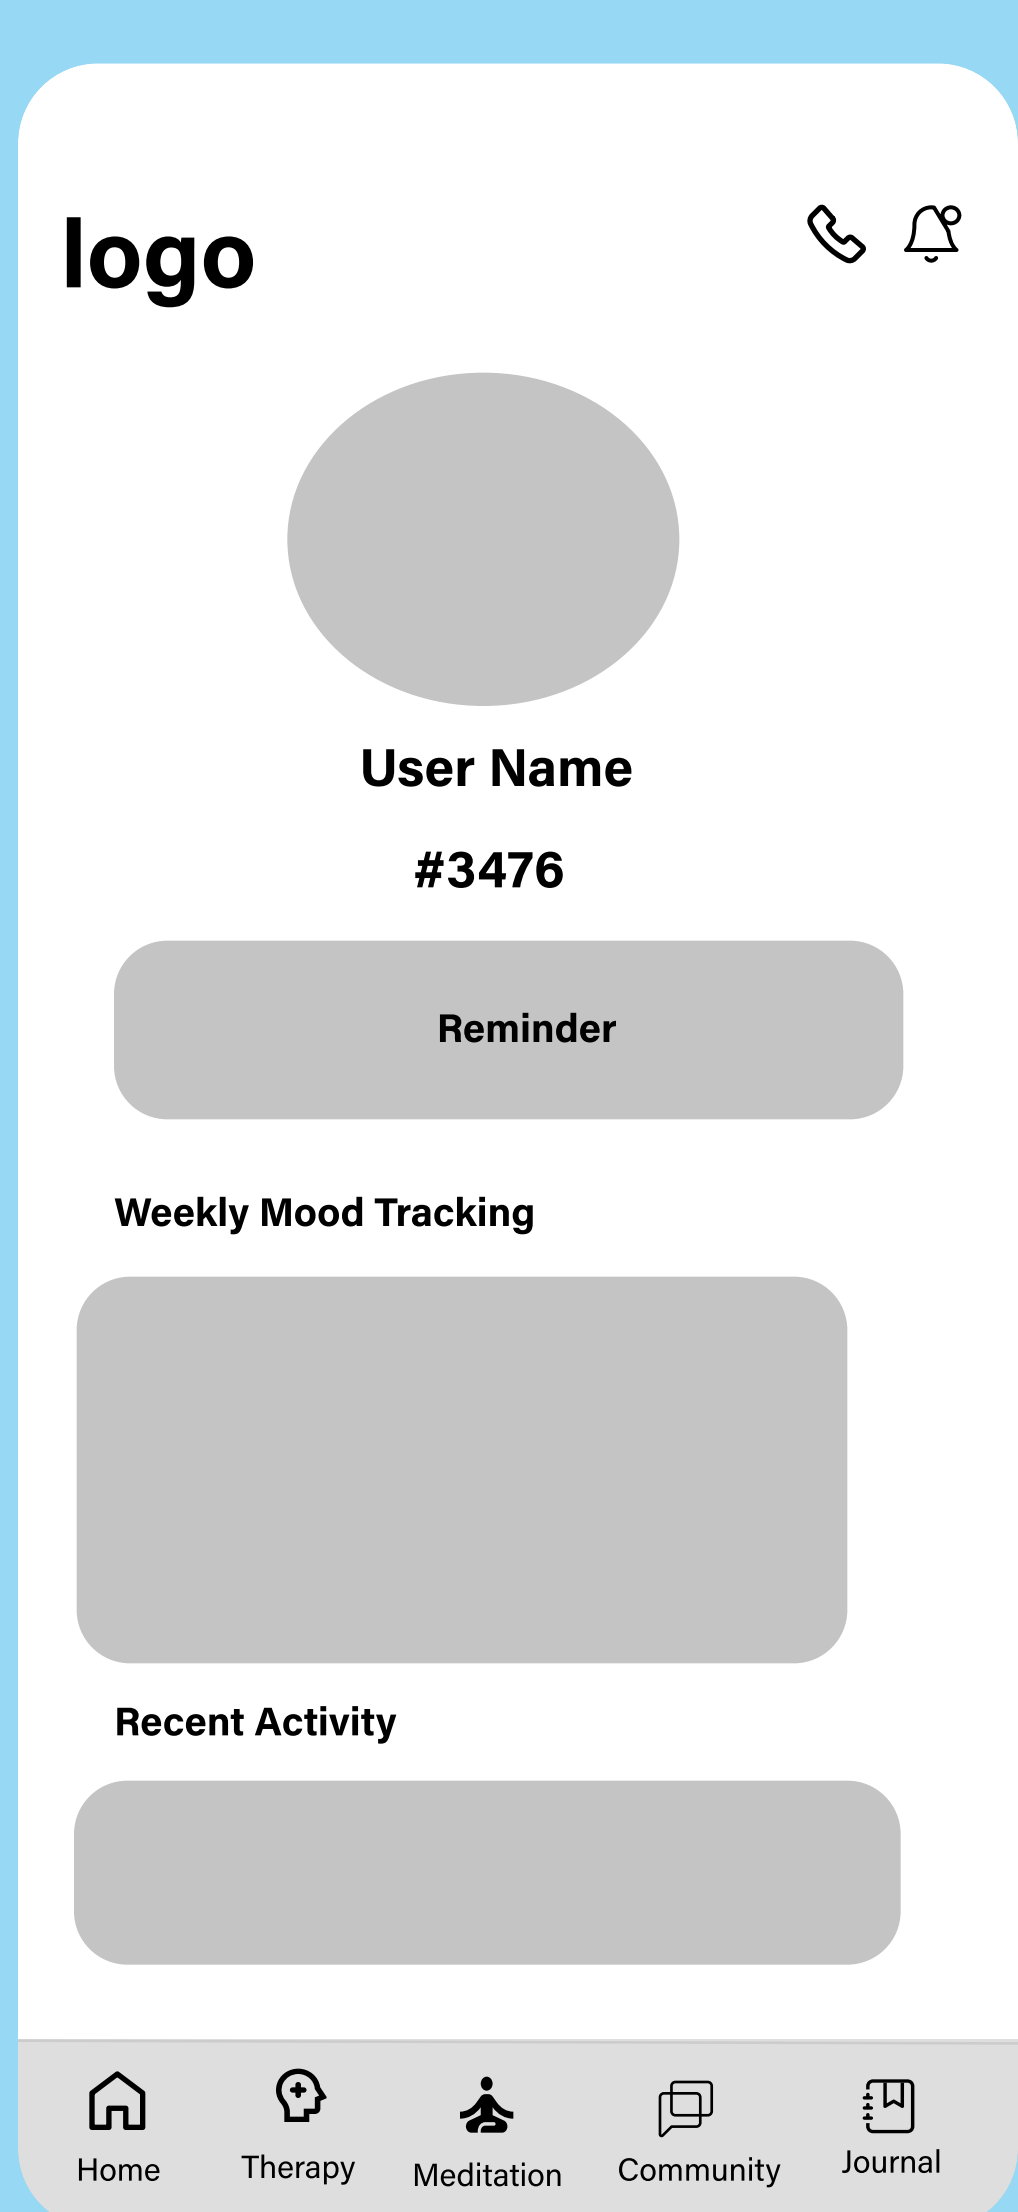 logo
User Name
#3476
Reminder
Weekly Mood Tracking
Recent Activity
Home
Therapy
Meditation
Community
Journal